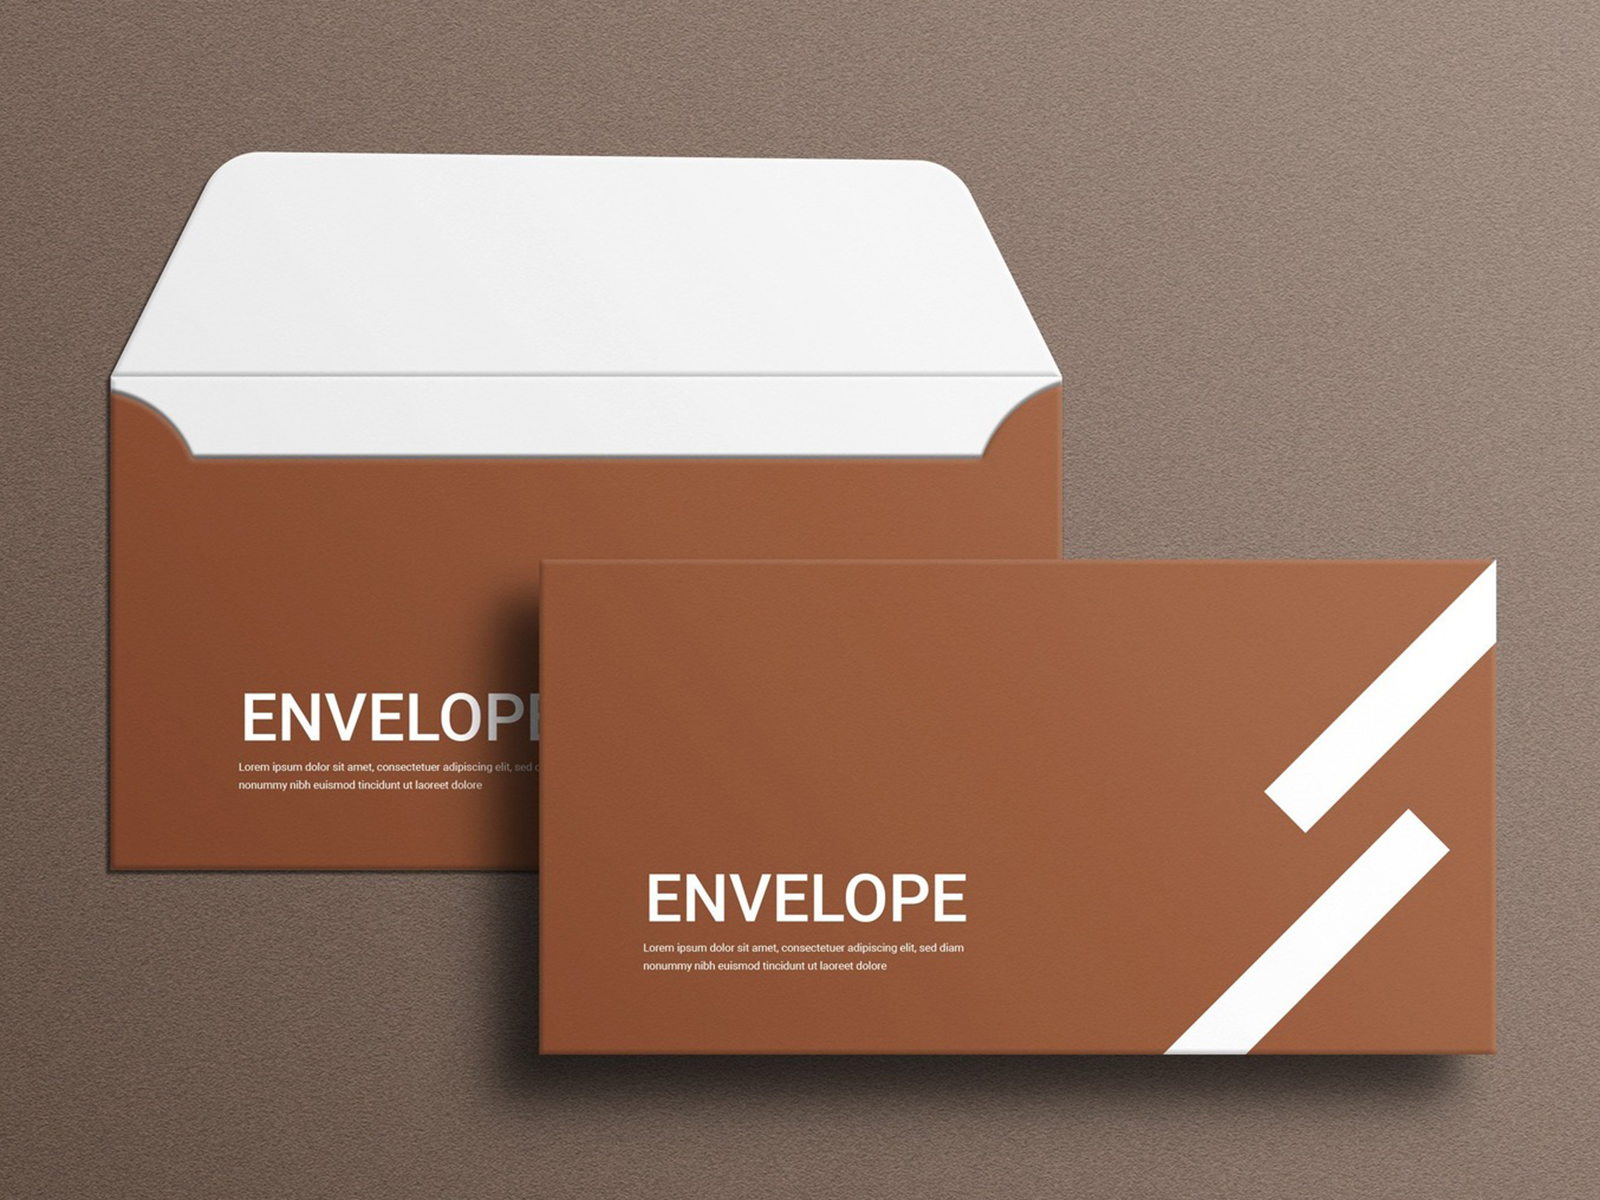 ENVELOPE
Lorem ipsum dolor sit amet, consectetuer adipiscing elit, sed
nonummy nibh euismod tincidunt ut laoreet dolore
ENVELOPE
Lorem ipsum dolor sit amet, consectetuer adipiscing elit, sed diam
nonummy nibh euismod tincidunt ut laoreet dolore